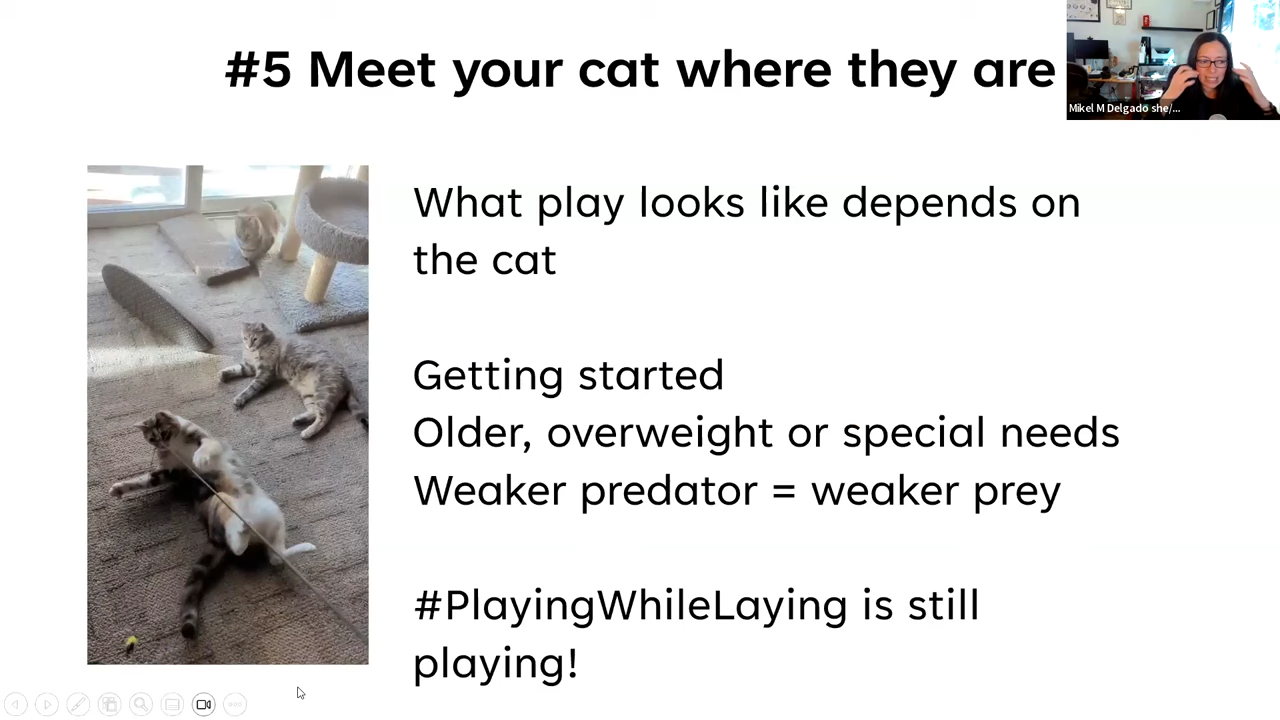 #5 Meet your cat where they are
Mikel M Delgado she/...
What play looks like depends on
the cat
Getting started
Older, overweight or special needs
Weaker predator = weaker prey
#PlayingWhileLaying is still
playing!